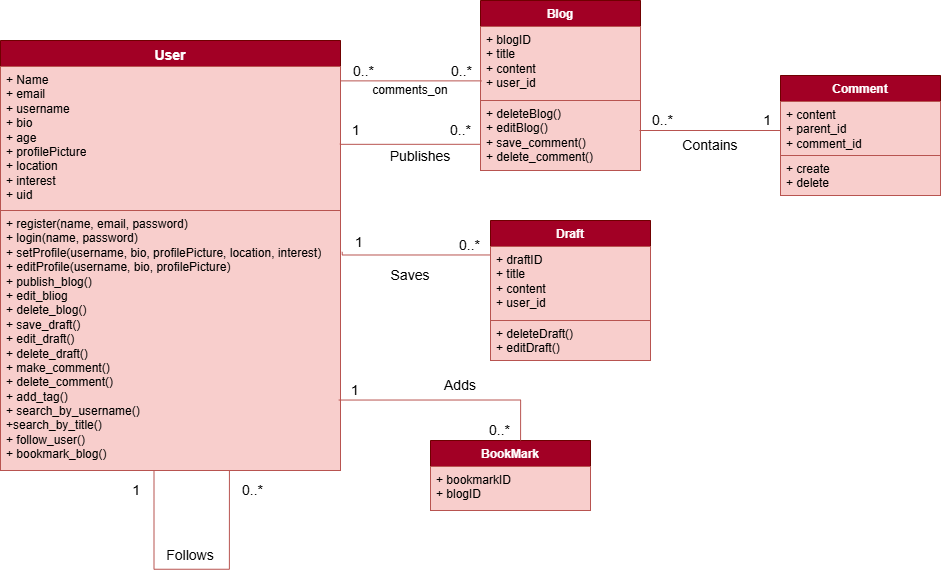 User
+ Name
+ email
+ username
+ bio
+ age
+ profilePicture
+ location
+ interest
+ uid
+ register(name, email, password)
+ login(name, password)
+ setProfile(username, bio, profilePicture, location, interest)
+ editProfile(username, bio, profilePicture)
+ publish_blog()
+ edit_bliog
+ delete_blog()
+ save_draft()
+ edit_draft()
+ delete_draft()
+ make_comment()
+ delete_comment()
+ add_tag()
+ search_by_username()
+search_by_title()
+ follow_user()
+ bookmark_blog()
1
0..*
Follows
0..*
0..*
comments_on
1
0..*
Publishes
Blog
+ blogID
+ title
+ content
+ user_id
+ deleteBlog()
+ editBlog()
+ save_comment()
+ delete_comment()
0..*
1
Contains
Comment
+ content
+ parent_id
+ comment_id
+ create
+ delete
1
0..*
Saves
Draft
+ draftID
+ title
+ content
+ user_id
+ deleteDraft()
+ editDraft()
1
Adds
0..*
BookMark
+ bookmarkID
+ blogID